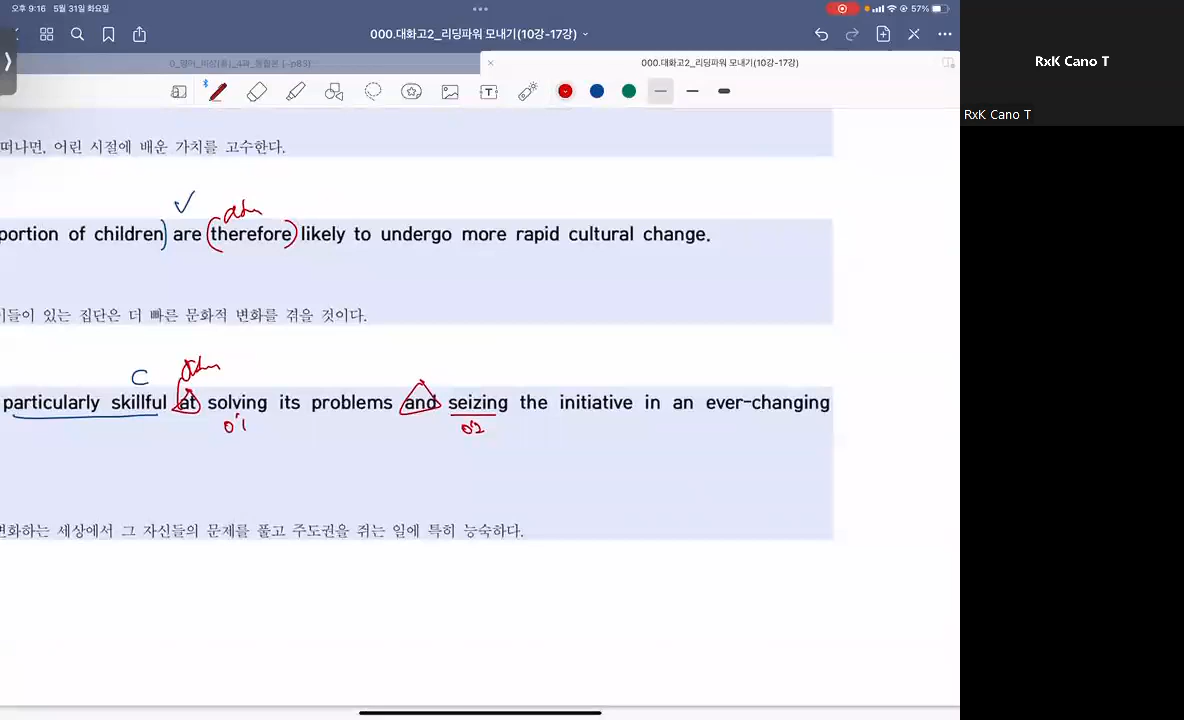 오후 9:16 5월 31일 화요일
57%
000.대화고2_리딩파워 모내기(10강-17강)
000.대화고2_리딩파워 모내기(10강-17강)
RxK Cano T
RxK Cano T
떠나면, 어린 시절에 배운 가치를 고수한다.
portion of children) are (therefore) likely to undergo more rapid cultural change.
이들이 있는 집단은 더 빠른 문화적 변화를 겪을 것이다.
C
particularly skillful at solving its problems and seizing the initiative in an ever-changing
o'1 o'2
변화하는 세상에서 그 자신들의 문제를 풀고 주도권을 쥐는 일에 특히 능숙하다.